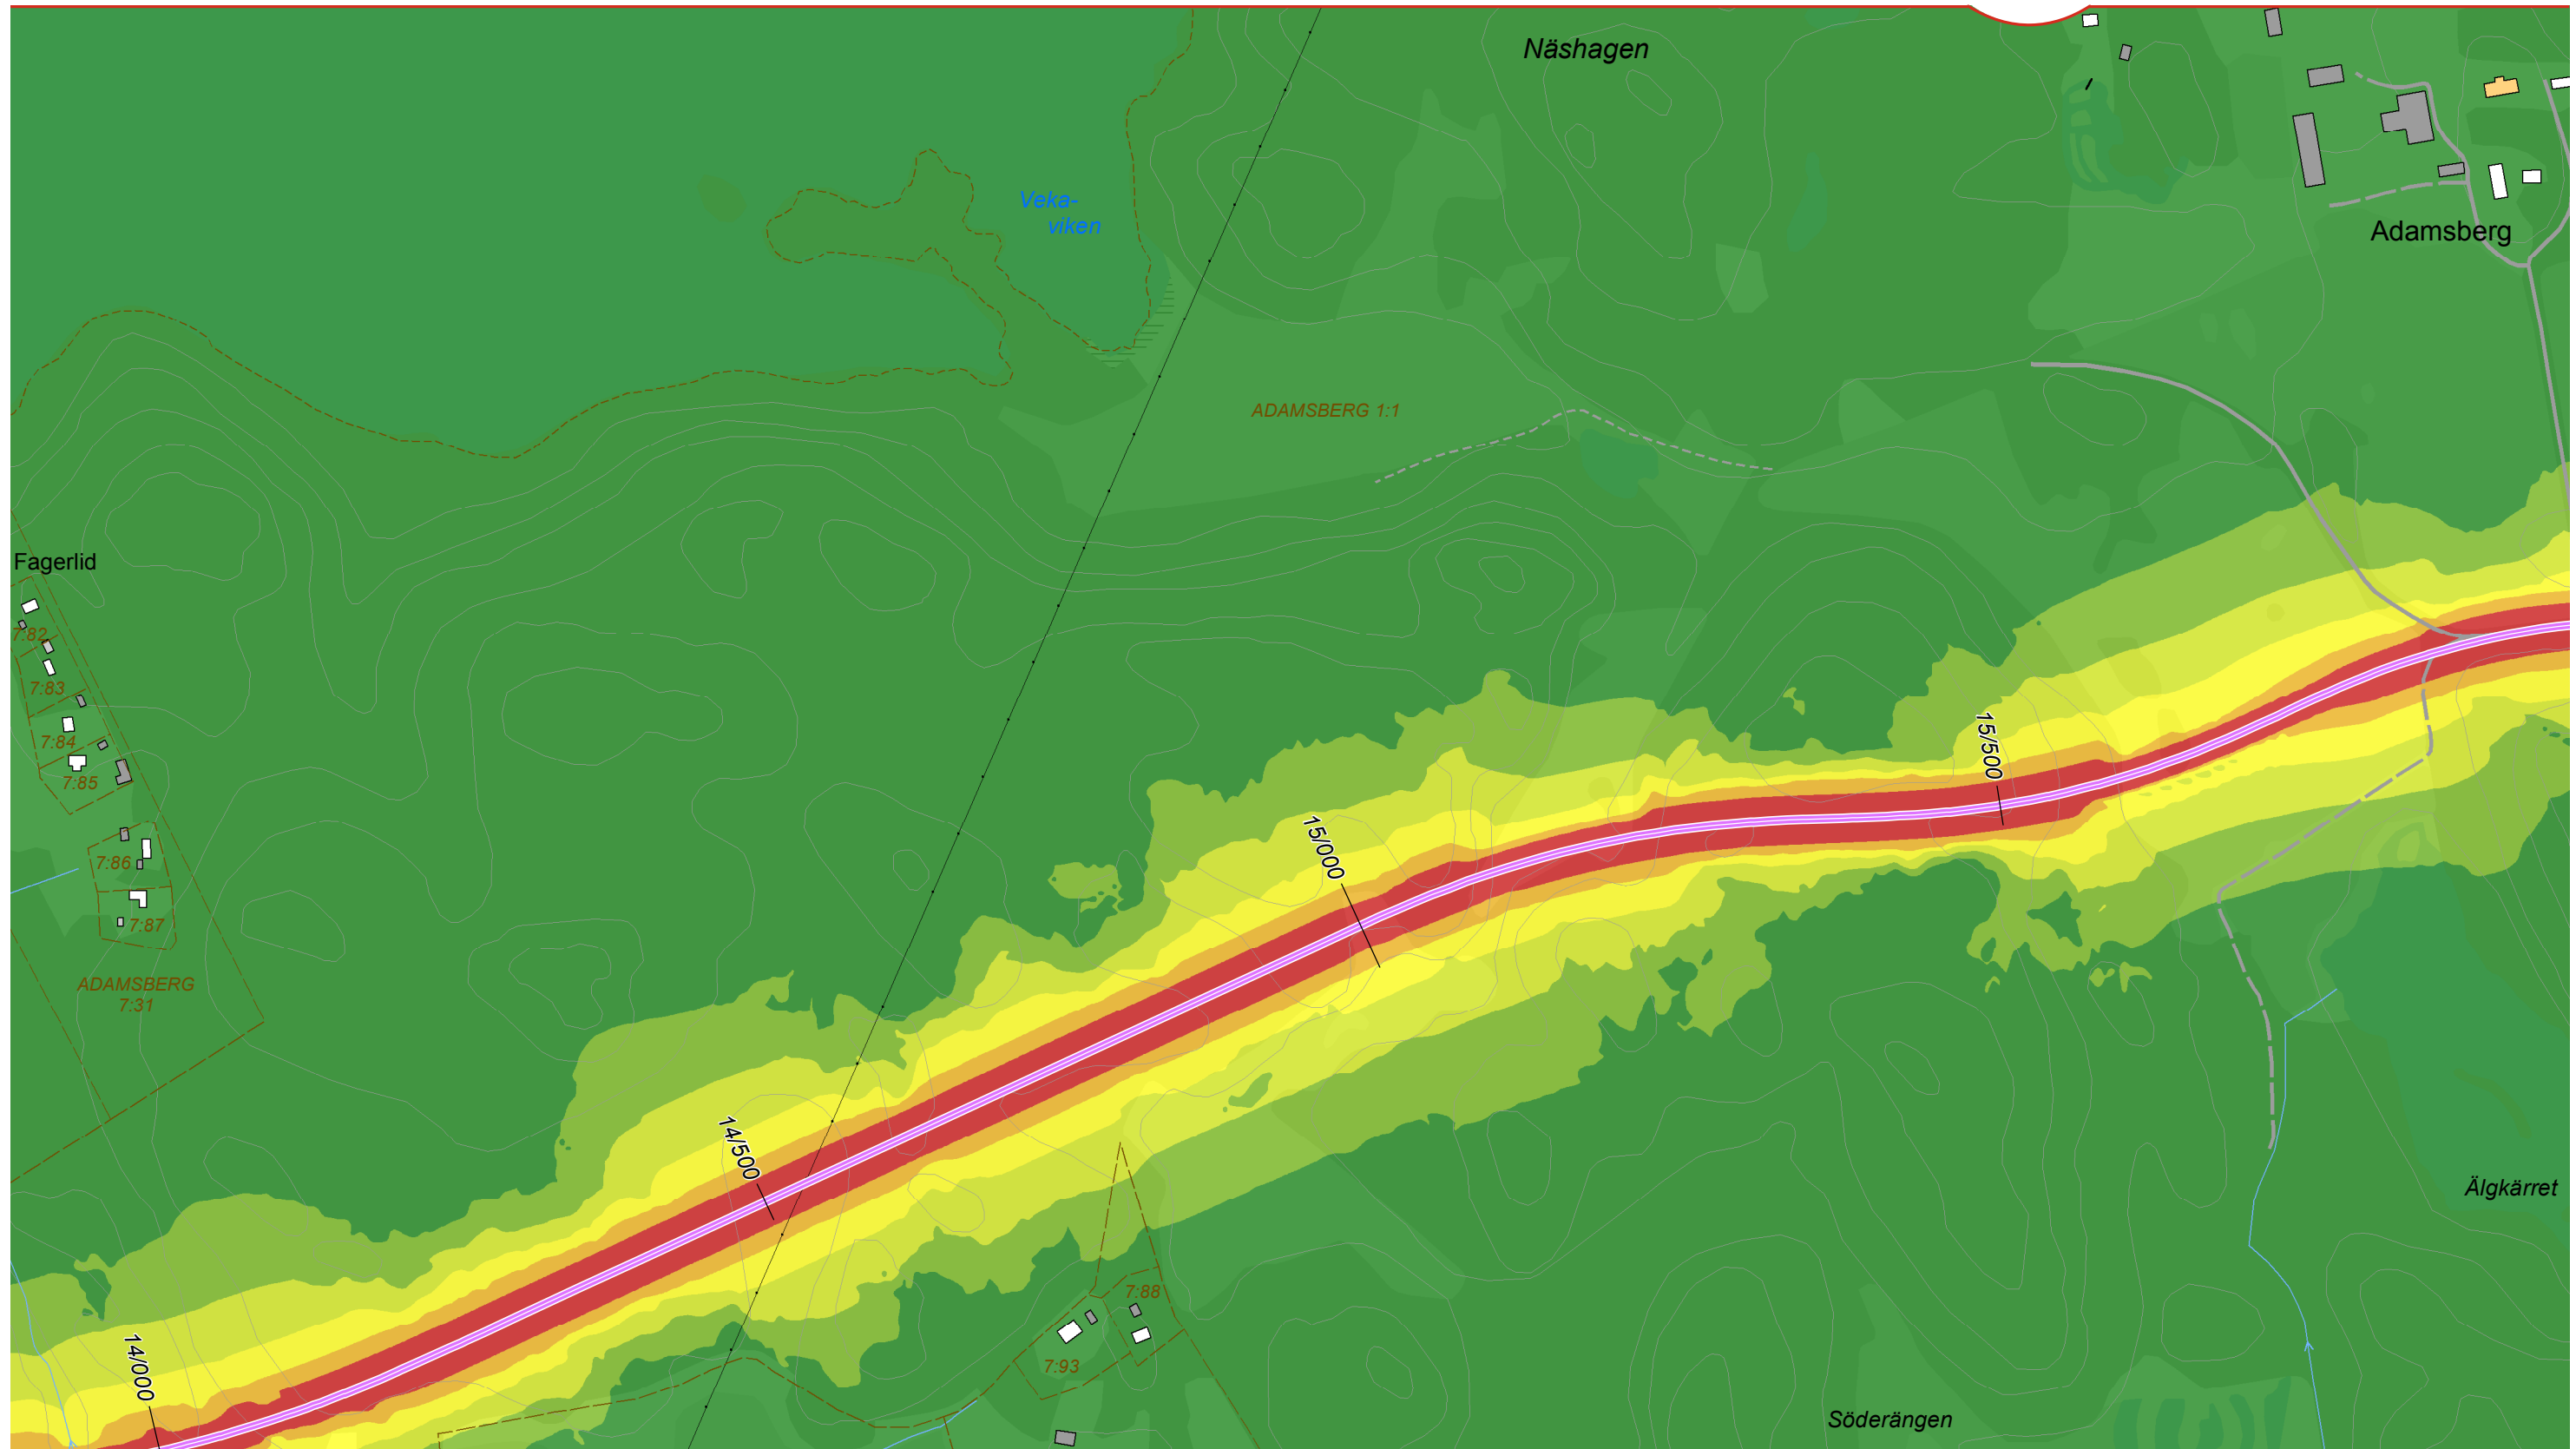 Näshagen
Veka-
viken
Adamsberg
ADAMSBERG 1:1
Fagerlid
7:82
7:83
7:84
7:85
7:86
7:87
ADAMSBERG
7:31
15/500
15/000
14/500
14/000
Älgkärret
7:88
7:93
Söderängen